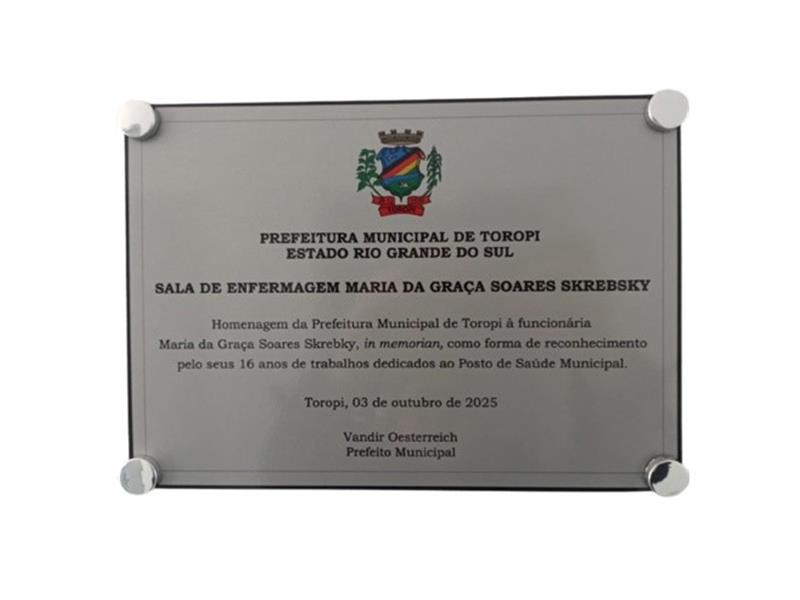 TOROPI
PREFEITURA MUNICIPAL DE TOROPI
ESTADO RIO GRANDE DO SUL
SALA DE ENFERMAGEM MARIA DA GRAÇA SOARES SKREBSKY
Homenagem da Prefeitura Municipal de Toropi à funcionária
Maria da Graça Soares Skrebky, in memorian, como forma de reconhecimento
pelo seus 16 anos de trabalhos dedicados ao Posto de Saúde Municipal.
Toropi, 03 de outubro de 2025
Vandir Oesterreich
Prefeito Municipal